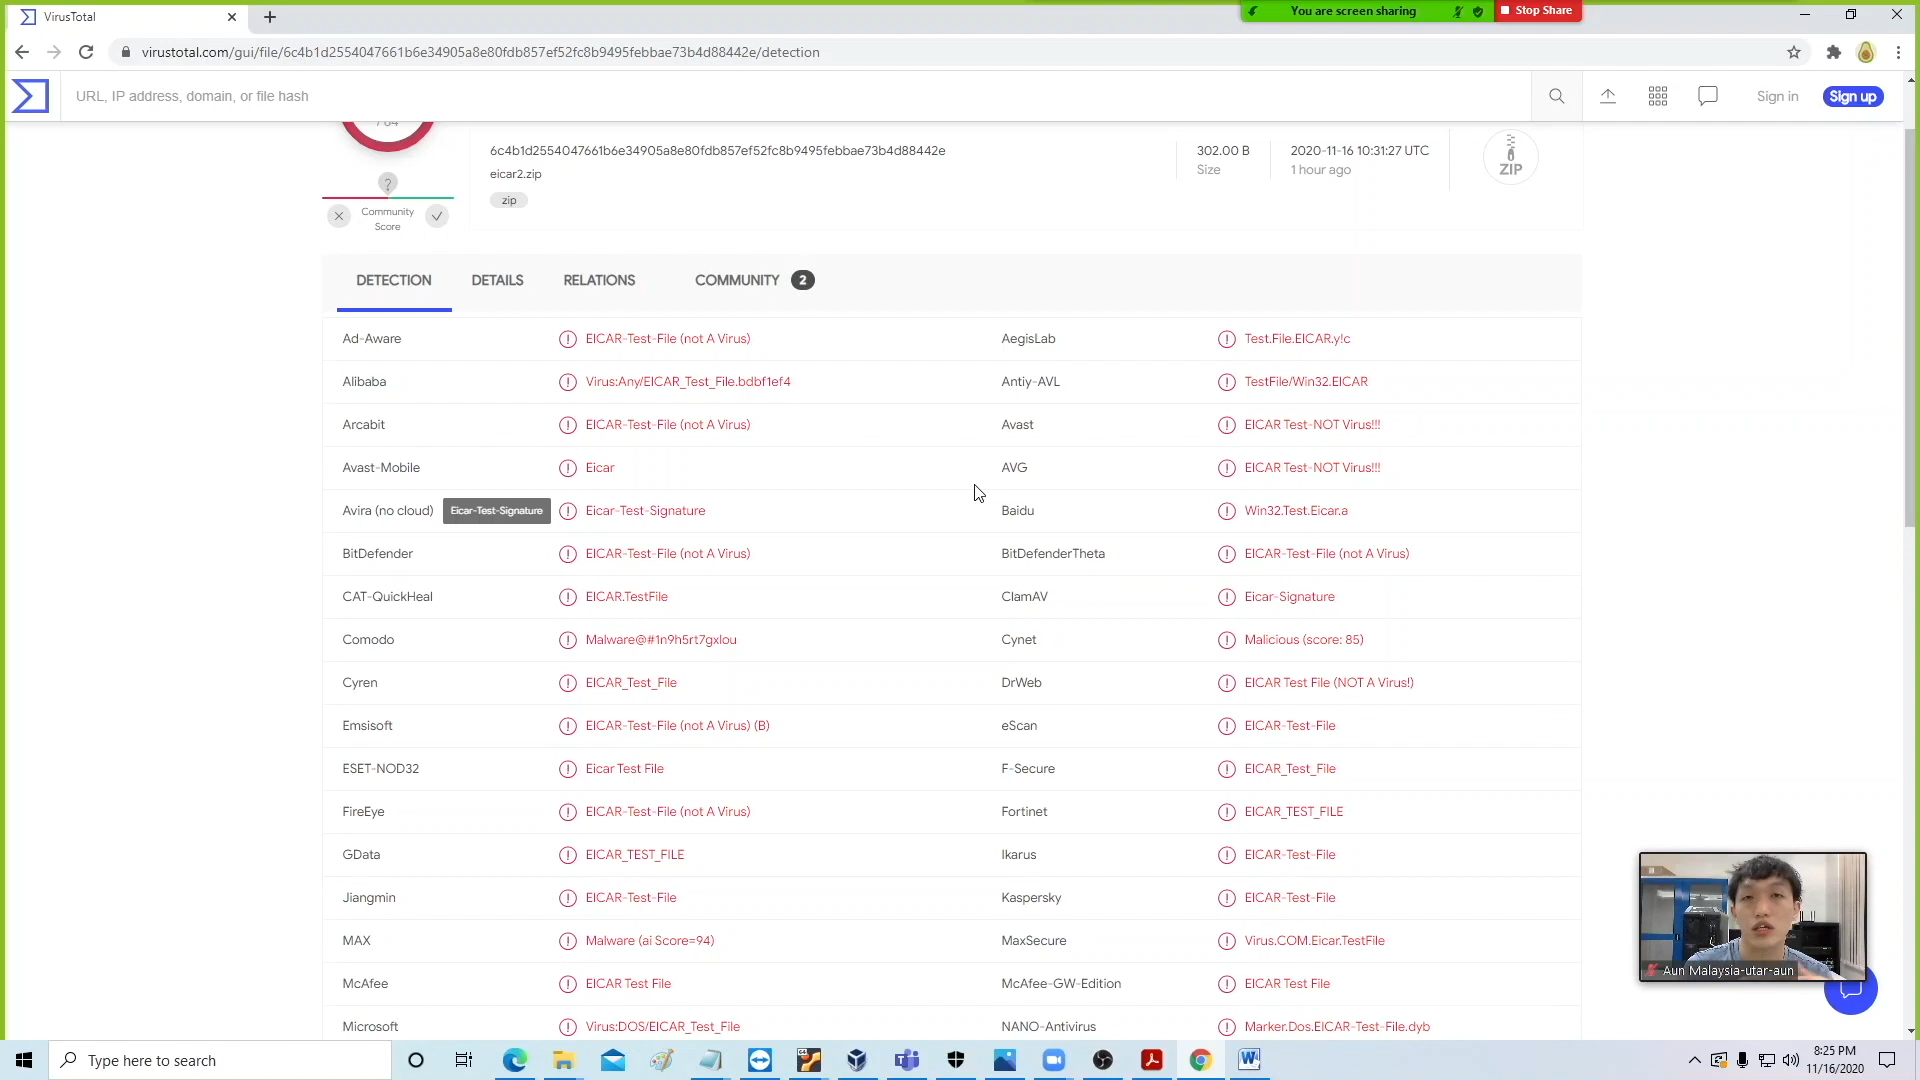 VirusTotal
You are screen sharing
Stop Share
virustotal.com/gui/file/6c4b1d2554047661b6e34905a8e80fdb857ef52fc8b9495febbae73b4d88442e/detection
URL, IP address, domain, or file hash
Sign in
Sign up
6c4b1d2554047661b6e34905a8e80fdb857ef52fc8b9495febbae73b4d88442e
eicar2.zip
zip
302.00 B
Size
2020-11-16 10:31:27 UTC
1 hour ago
ZIP
?
Community
Score
DETECTION DETAILS RELATIONS COMMUNITY 2
Ad-Aware EICAR-Test-File (not A Virus) AegisLab Test.File.EICAR.y!c
Alibaba Virus:Any/EICAR_Test_File.bdbf1ef4 Antiy-AVL TestFile/Win32.EICAR
Arcabit EICAR-Test-File (not A Virus) Avast EICAR Test-NOT Virus!!!
Avast-Mobile Eicar AVG EICAR Test-NOT Virus!!!
Avira (no cloud) Eicar-Test-Signature Eicar-Test-Signature Baidu Win32.Test.Eicar.a
BitDefender EICAR-Test-File (not A Virus) BitDefenderTheta EICAR-Test-File (not A Virus)
CAT-QuickHeal EICAR.TestFile ClamAV Eicar-Signature
Comodo Malware@#1n9h5rt7gxlou Cynet Malicious (score: 85)
Cyren EICAR_Test_File DrWeb EICAR Test File (NOT A Virus!)
Emsisoft EICAR-Test-File (not A Virus) (B) eScan EICAR-Test-File
ESET-NOD32 Eicar Test File F-Secure EICAR_Test_File
FireEye EICAR-Test-File (not A Virus) Fortinet EICAR_TEST_FILE
GData EICAR_TEST_FILE Ikarus EICAR-Test-File
Jiangmin EICAR-Test-File Kaspersky EICAR-Test-File
MAX Malware (ai Score=94) MaxSecure Virus.COM.Eicar.TestFile
McAfee EICAR Test File McAfee-GW-Edition EICAR Test File
Microsoft Virus:DOS/EICAR_Test_File NANO-Antivirus Marker.Dos.EICAR-Test-File.dyb
Aun Malaysia-utar-aun
Type here to search
8:25 PM
11/16/2020